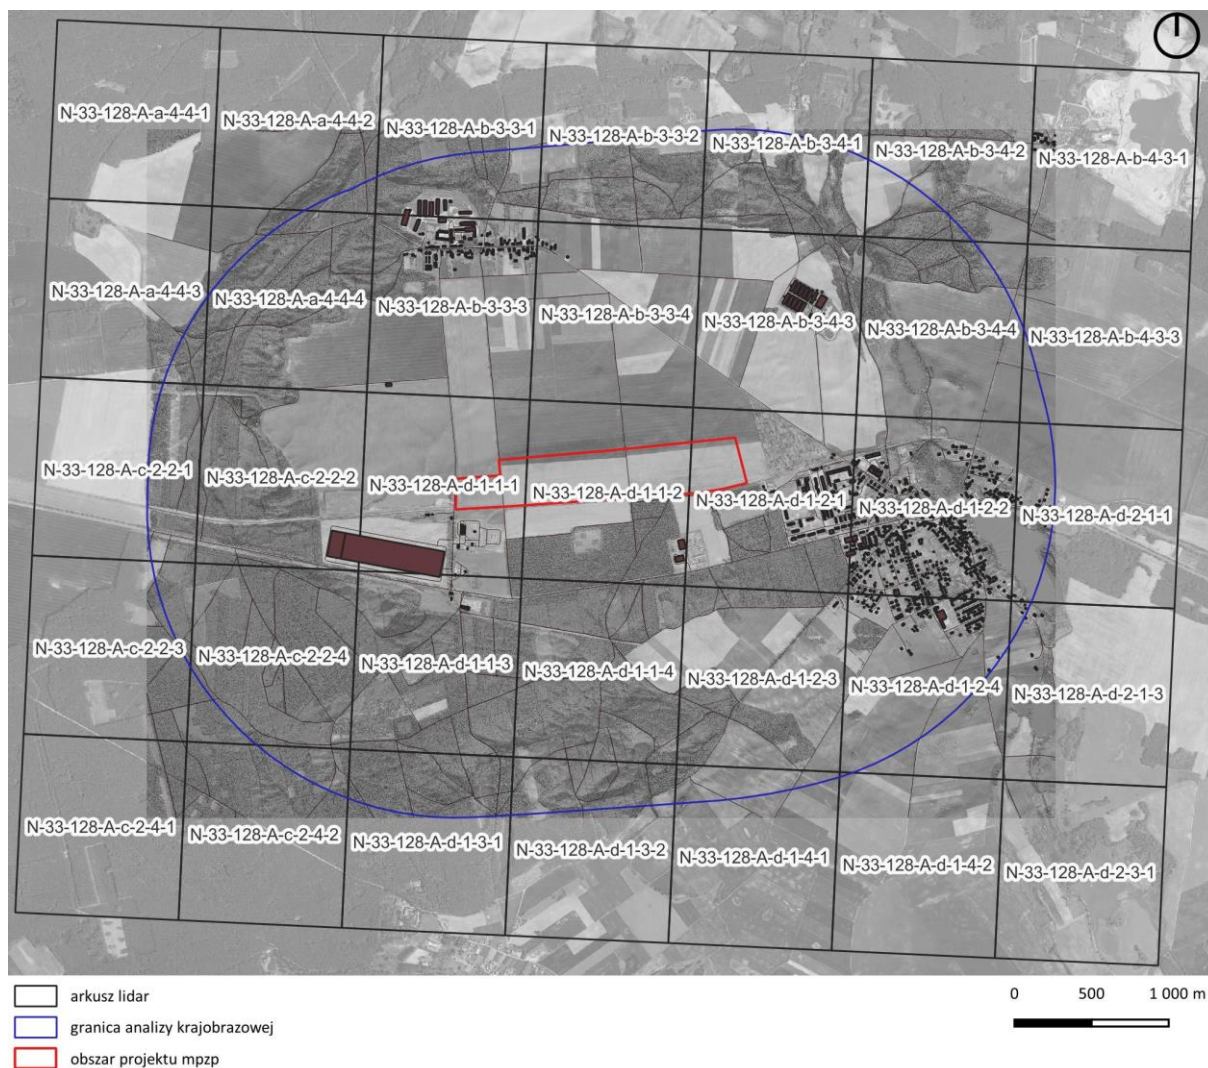 N-33-128-A-a-4-4-1
N-33-128-A-a-4-4-2
N-33-128-A-b-3-3-1
N-33-128-A-b-3-3-2
N-33-128-A-b-3-4-1
N-33-128-A-b-3-4-2
N-33-128-A-b-4-3-1
N-33-128-A-a-4-4-3
N-33-128-A-a-4-4-4
N-33-128-A-b-3-3-3
N-33-128-A-b-3-3-4
N-33-128-A-b-3-4-3
N-33-128-A-b-3-4-4
N-33-128-A-b-4-3-3
N-33-128-A-c-2-2-1
N-33-128-A-c-2-2-2
N-33-128-A-d-1-1-1
N-33-128-A-d-1-1-2
N-33-128-A-d-1-2-1
N-33-128-A-d-1-2-2
N-33-128-A-d-2-1-1
N-33-128-A-c-2-2-3
N-33-128-A-c-2-2-4
N-33-128-A-d-1-1-3
N-33-128-A-d-1-1-4
N-33-128-A-d-1-2-3
N-33-128-A-d-1-2-4
N-33-128-A-d-2-1-3
N-33-128-A-c-2-4-1
N-33-128-A-c-2-4-2
N-33-128-A-d-1-3-1
N-33-128-A-d-1-3-2
N-33-128-A-d-1-4-1
N-33-128-A-d-1-4-2
N-33-128-A-d-2-3-1
arkusz lidar
granica analizy krajobrazowej
obszar projektu mpzp
0 500 1 000 m